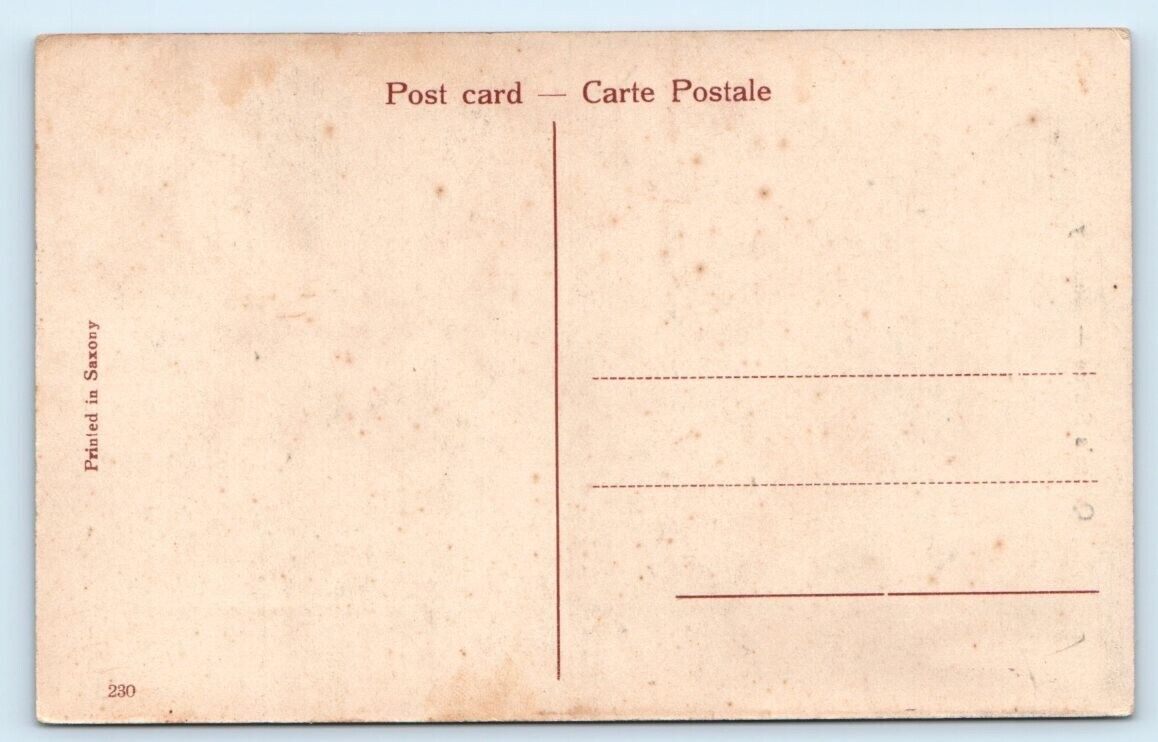 Post card — Carte Postale
Printed in Saxony
230